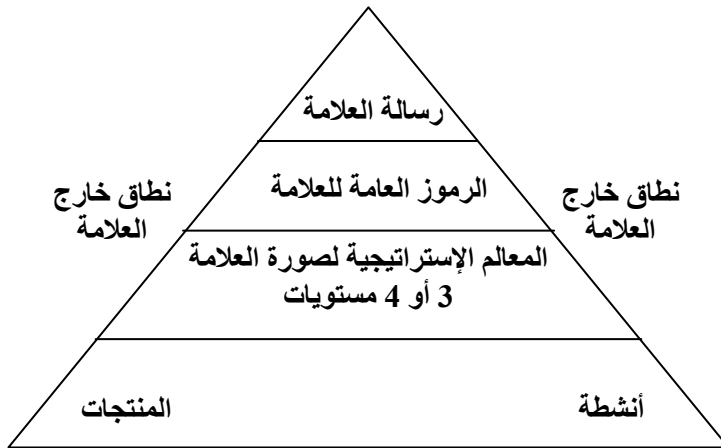 رسالة العلامة
الرموز العامة للعلامة
نطاق خارج
العلامة
نطاق خارج
العلامة
المعالم الإستراتيجية لصورة العلامة
3 أو 4 مستويات
أنشطة
المنتجات